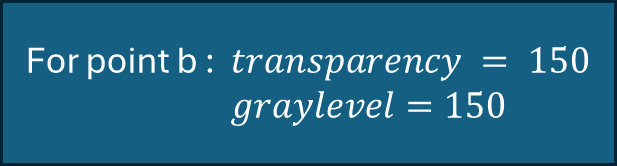 For point b : transparency = 150
graylevel = 150